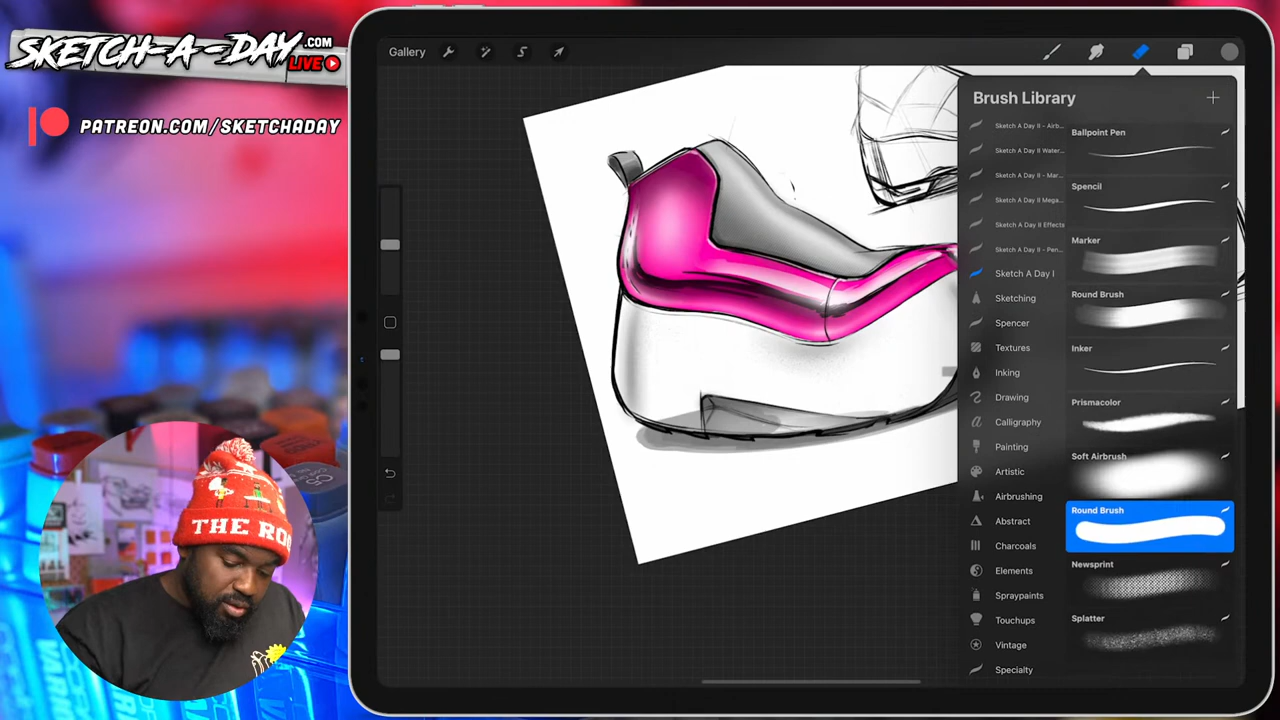 SKETCH-A-DAY.COM
LIVE
PATREON.COM/SKETCHADAY
THE RO
Gallery
Brush Library
Sketch A Day II - Airb...
Sketch A Day II Water...
Sketch A Day II - Mar...
Sketch A Day II Mega...
Sketch A Day II Effects
Sketch A Day II - Pen...
Sketch A Day I
Sketching
Spencer
Textures
Inking
Drawing
Calligraphy
Painting
Artistic
Airbrushing
Abstract
Charcoals
Elements
Spraypaints
Touchups
Vintage
Specialty
Ballpoint Pen
Spencil
Marker
Round Brush
Inker
Prismacolor
Soft Airbrush
Round Brush
Newsprint
Splatter